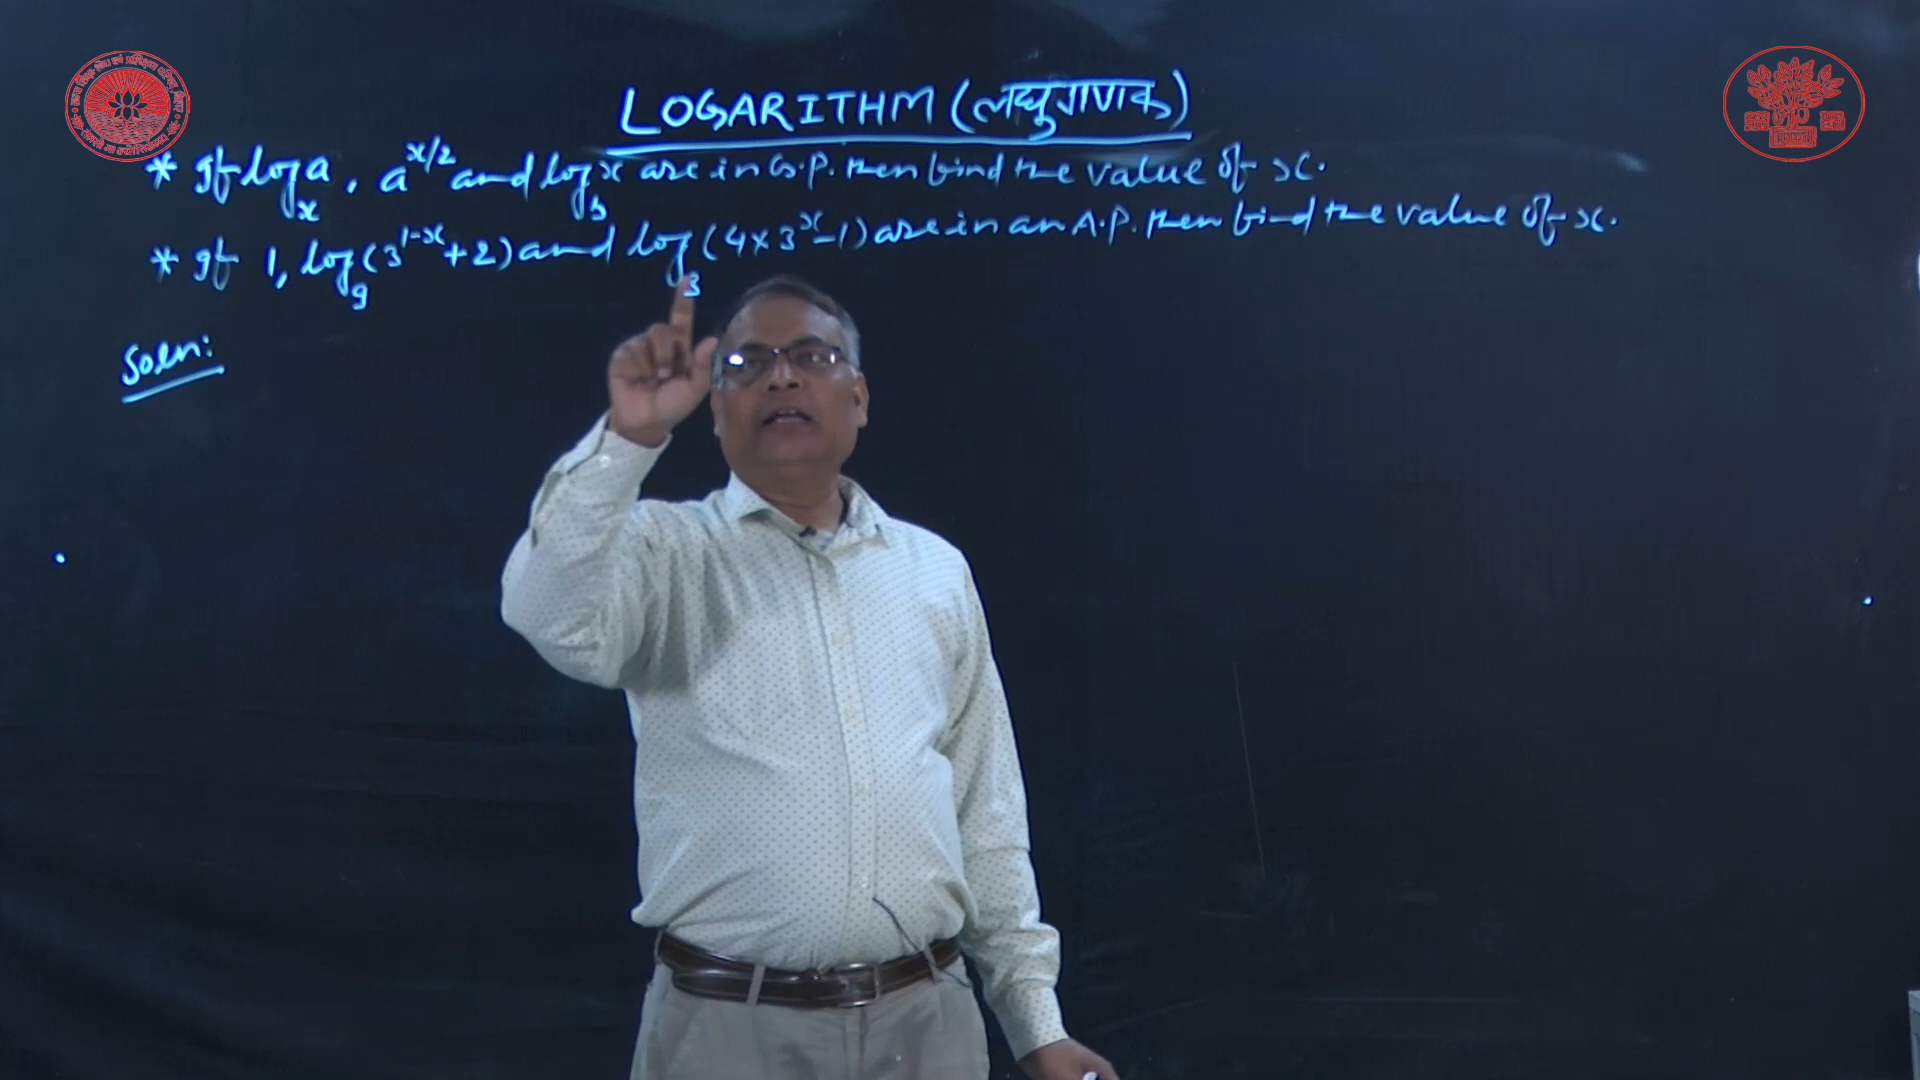 LOGARITHM (लघुगणक)
* If logₓa, a^x/2 and log_b x are in G.P. then find the value of x.
* If 1, log₉(3^1-x + 2) and log₃(4×3^x - 1) are in an A.P. then find the value of x.
Soln: